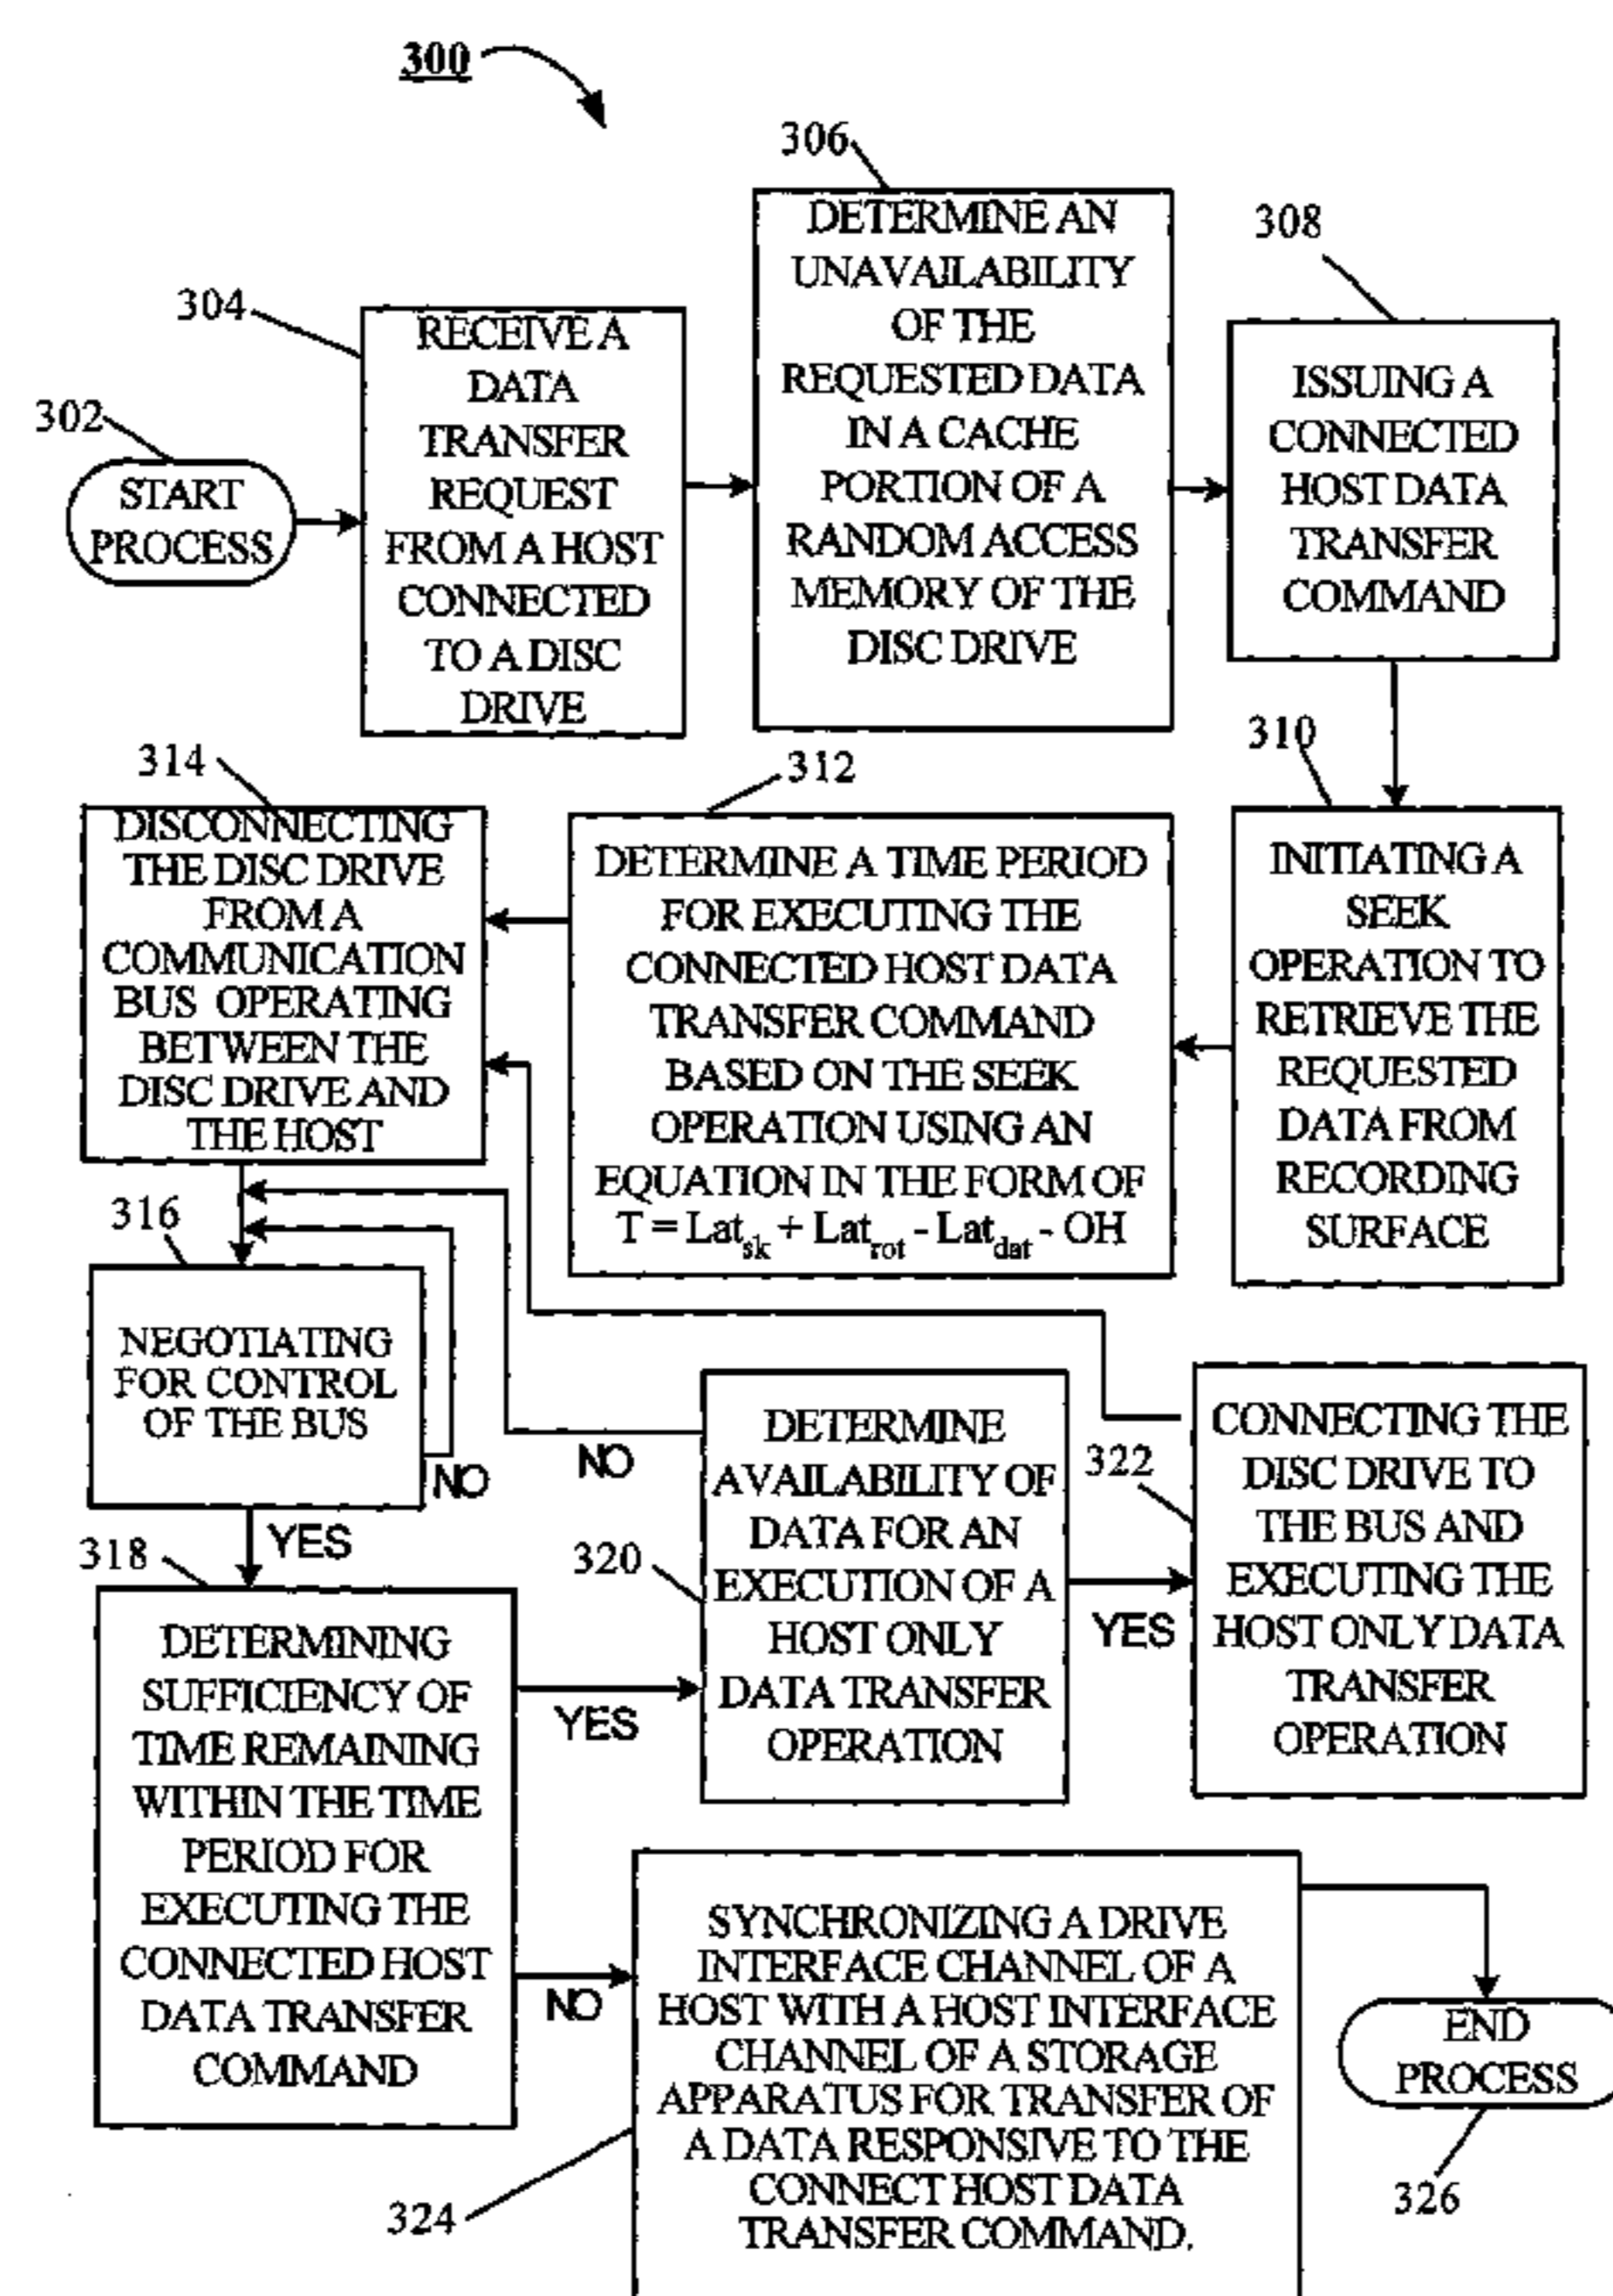 300
302
START
PROCESS
304
RECEIVE A
DATA
TRANSFER
REQUEST
FROM A HOST
CONNECTED
TO A DISC
DRIVE
306
DETERMINE AN
UNAVAILABILITY
OF THE
REQUESTED DATA
IN A CACHE
PORTION OF A
RANDOM ACCESS
MEMORY OF THE
DISC DRIVE
308
ISSUING A
CONNECTED
HOST DATA
TRANSFER
COMMAND
310
INITIATING A
SEEK
OPERATION TO
RETRIEVE THE
REQUESTED
DATA FROM
RECORDING
SURFACE
312
DETERMINE A TIME PERIOD
FOR EXECUTING THE
CONNECTED HOST DATA
TRANSFER COMMAND
BASED ON THE SEEK
OPERATION USING AN
EQUATION IN THE FORM OF
T = Lat_sk + Lat_rot - Lat_dat - OH
314
DISCONNECTING
THE DISC DRIVE
FROM A
COMMUNICATION
BUS OPERATING
BETWEEN THE
DISC DRIVE AND
THE HOST
316
NEGOTIATING
FOR CONTROL
OF THE BUS
NO
YES
318
DETERMINING
SUFFICIENCY OF
TIME REMAINING
WITHIN THE TIME
PERIOD FOR
EXECUTING THE
CONNECTED HOST
DATA TRANSFER
COMMAND
YES
NO
320
DETERMINE
AVAILABILITY OF
DATA FOR AN
EXECUTION OF A
HOST ONLY
DATA TRANSFER
OPERATION
NO
YES
322
CONNECTING THE
DISC DRIVE TO
THE BUS AND
EXECUTING THE
HOST ONLY DATA
TRANSFER
OPERATION
324
SYNCHRONIZING A DRIVE
INTERFACE CHANNEL OF A
HOST WITH A HOST INTERFACE
CHANNEL OF A STORAGE
APPARATUS FOR TRANSFER OF
A DATA RESPONSIVE TO THE
CONNECT HOST DATA
TRANSFER COMMAND.
END
PROCESS
326